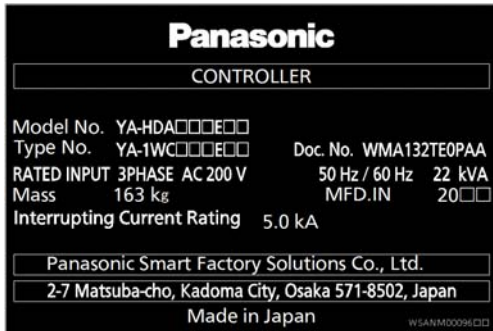 Panasonic
CONTROLLER
Model No. YA-HDA□□□E□□
Type No. YA-1WC□□□E□□ Doc. No. WMA132TE0PAA
RATED INPUT 3PHASE AC 200 V 50 Hz / 60 Hz 22 kVA
Mass 163 kg MFD.IN 20□□
Interrupting Current Rating 5.0 kA
Panasonic Smart Factory Solutions Co., Ltd.
2-7 Matsuba-cho, Kadoma City, Osaka 571-8502, Japan
Made in Japan
WSANM00096□□